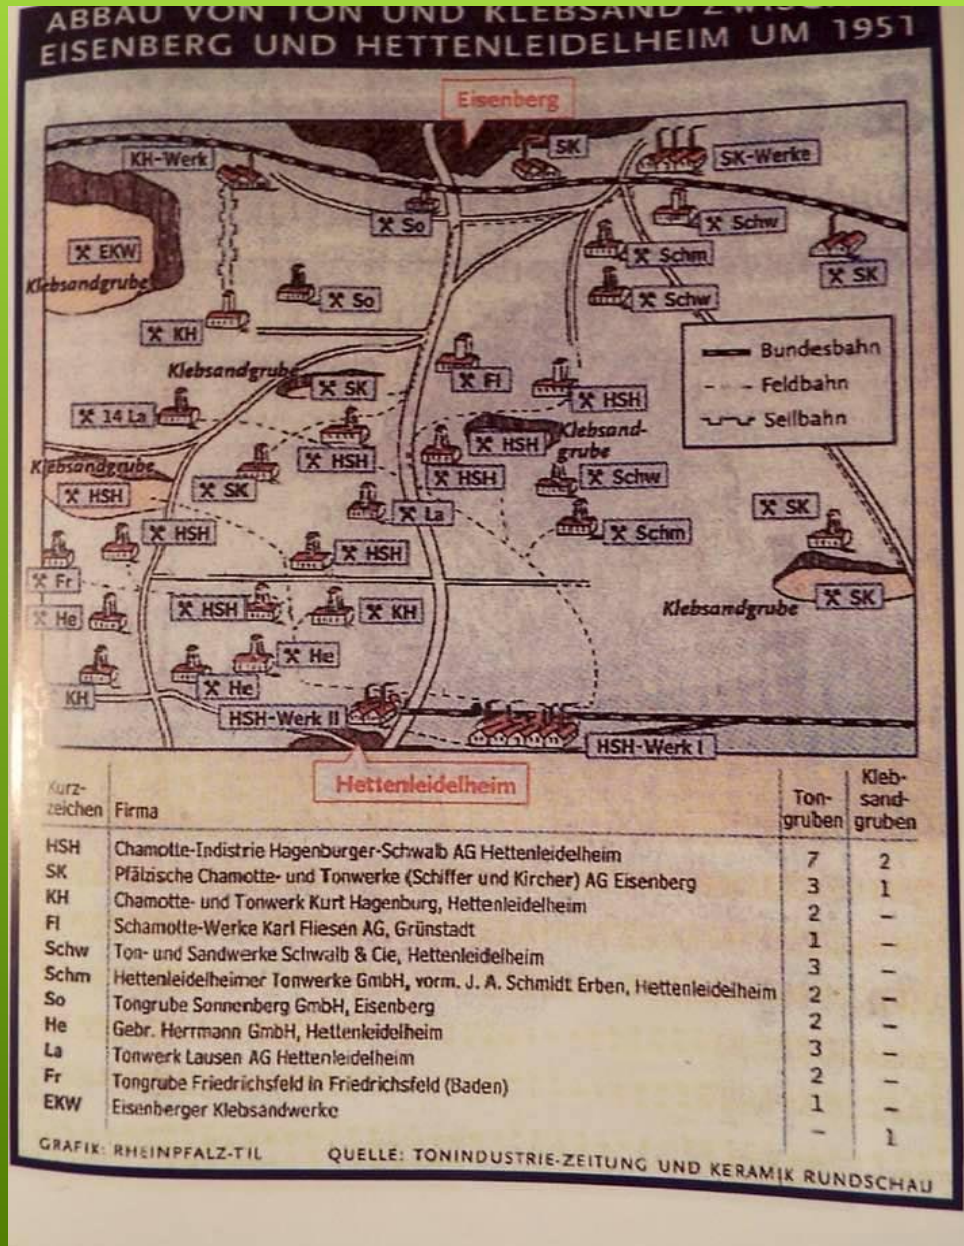 ABBAU VON TON UND KLEBSAND
EISENBERG UND HETTENLEIDELHEIM UM 1951
Eisenberg
KH-Werk
SK
SK-Werke
So
Schw
EKW
Klebsandgrube
Schm
SK
So
Schw
KH
Bundesbahn
Feldbahn
Seilbahn
Klebsandgrube
SK
Fl
HSH
14 La
HSH
Klebsand-
grube
HSH
Klebsandgrube
HSH
SK
HSH
Schw
La
SK
HSH
Schm
HSH
Fr
SK
Klebsandgrube
He
HSH
KH
He
He
KH
HSH-Werk II
HSH-Werk I
Hettenleidelheim
Kurz-
zeichen Firma Ton-
gruben Kleb-
sand-
gruben
HSH Chamotte-Indistrie Hagenburger-Schwalb AG Hettenleidelheim 7 2
SK Pfälzische Chamotte- und Tonwerke (Schiffer und Kircher) AG Eisenberg 3 1
KH Chamotte- und Tonwerk Kurt Hagenburg, Hettenleidelheim 2 –
Fl Schamotte-Werke Karl Fliesen AG, Grünstadt 1 –
Schw Ton- und Sandwerke Schwalb & Cie, Hettenleidelheim 3 –
Schm Hettenleidelheimer Tonwerke GmbH, vorm. J. A. Schmidt Erben, Hettenleidelheim 2 –
So Tongrube Sonnenberg GmbH, Eisenberg 2 –
He Gebr. Herrmann GmbH, Hettenleidelheim 3 –
La Tonwerk Lausen AG Hettenleidelheim 2 –
Fr Tongrube Friedrichsfeld in Friedrichsfeld (Baden) 1 –
EKW Eisenberger Klebsandwerke – 1
GRAFIK: RHEINPFALZ-TIL QUELLE: TONINDUSTRIE-ZEITUNG UND KERAMIK RUNDSCHAU